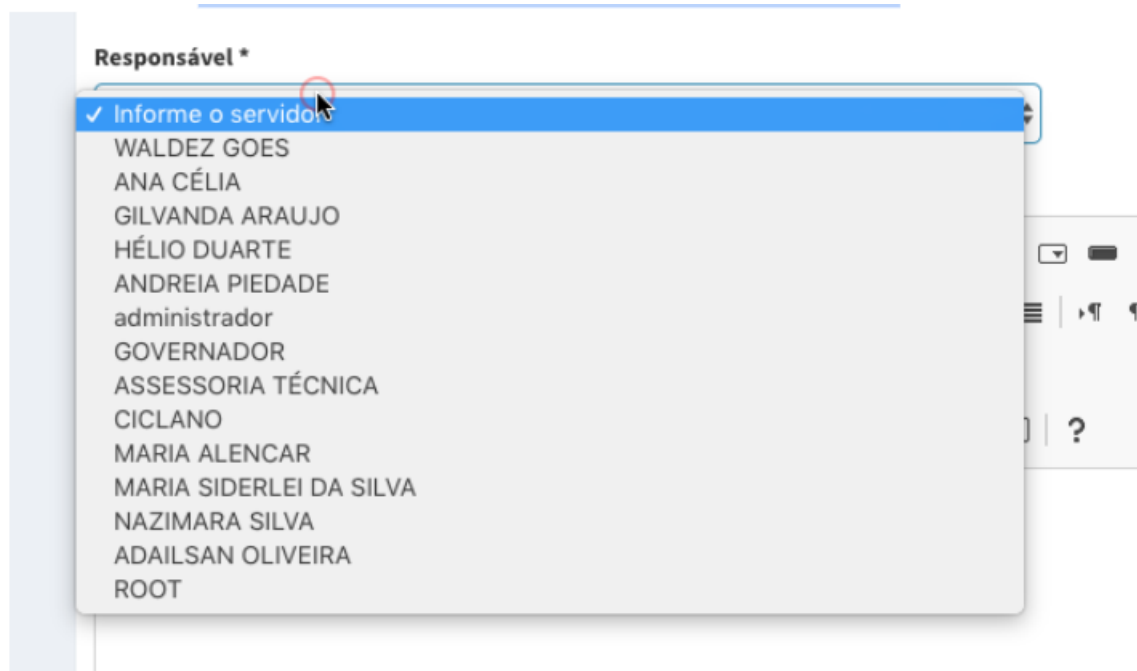 Responsável *
Informe o servidor
WALDEZ GOES
ANA CÉLIA
GILVANDA ARAUJO
HÉLIO DUARTE
ANDREIA PIEDADE
administrador
GOVERNADOR
ASSESSORIA TÉCNICA
CICLANO
MARIA ALENCAR
MARIA SIDERLEI DA SILVA
NAZIMARA SILVA
ADAILSAN OLIVEIRA
ROOT
?